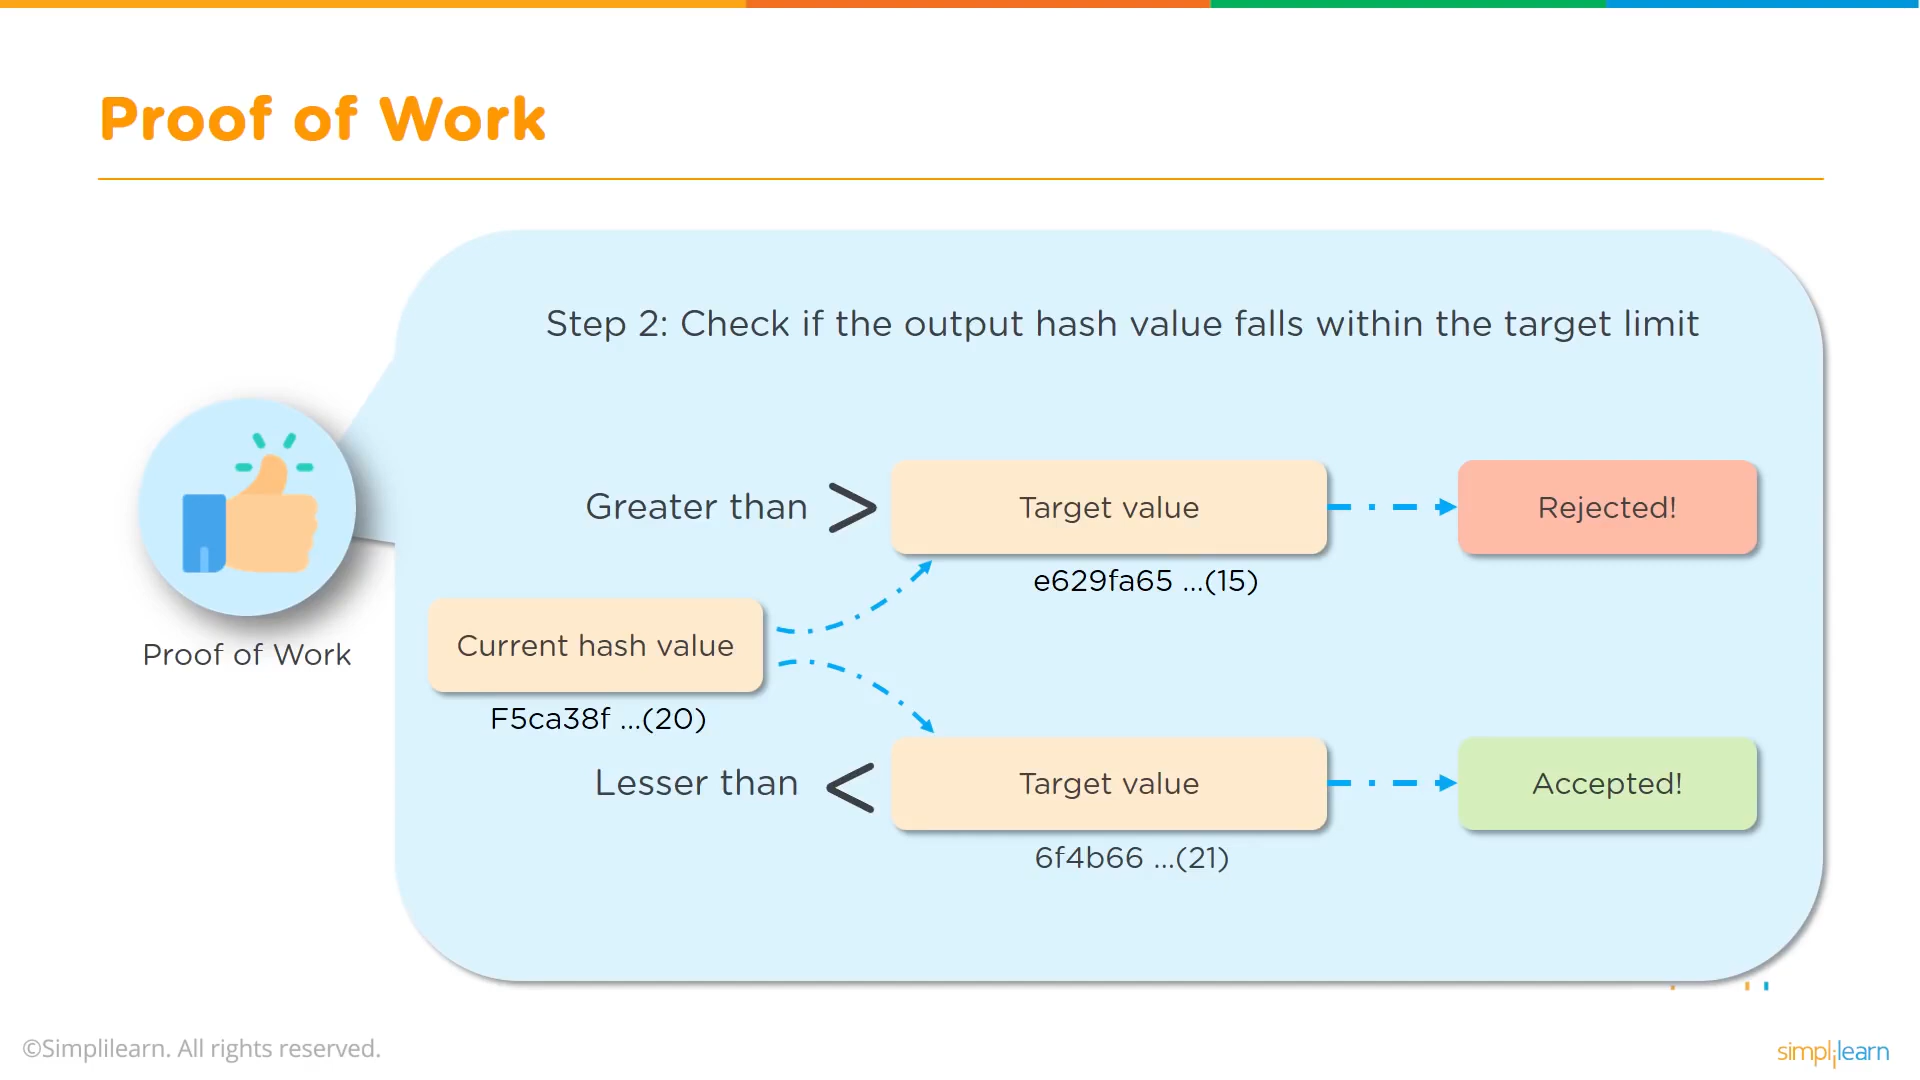 Proof of Work
Step 2: Check if the output hash value falls within the target limit
Greater than >
Target value
Rejected!
e629fa65 ...(15)
Current hash value
Proof of Work
F5ca38f ...(20)
Lesser than <
Target value
Accepted!
6f4b66 ...(21)
©Simplilearn. All rights reserved.
simplilearn